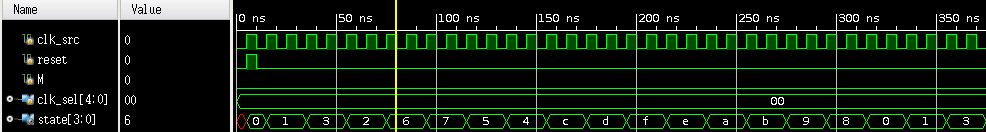 Name Value 0 ns 50 ns 100 ns 150 ns 200 ns 250 ns 300 ns 350 ns
clk_src 0
reset 0
M 0
clk_sel[4:0] 00 00
state[3:0] 6 0 1 3 2 6 7 5 4 c d f e a b 9 8 0 1 3